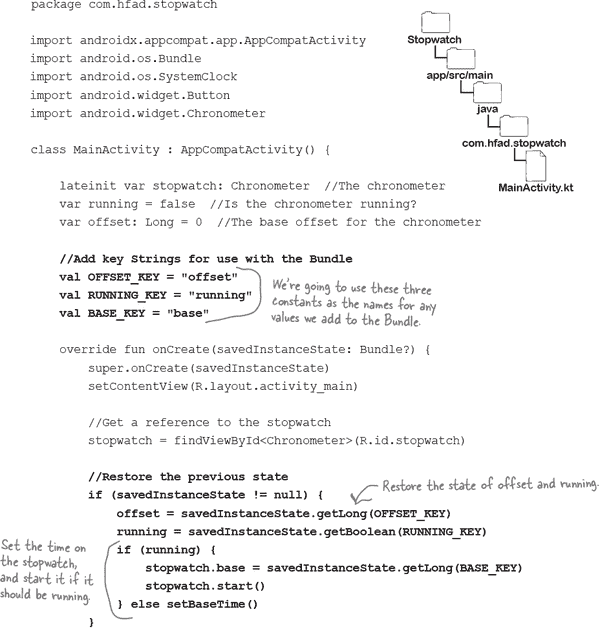 package com.hfad.stopwatch
import androidx.appcompat.app.AppCompatActivity
import android.os.Bundle
import android.os.SystemClock
import android.widget.Button
import android.widget.Chronometer
Stopwatch
app/src/main
java
com.hfad.stopwatch
MainActivity.kt
class MainActivity : AppCompatActivity() {
lateinit var stopwatch: Chronometer //The chronometer
var running = false //Is the chronometer running?
var offset: Long = 0 //The base offset for the chronometer
//Add key Strings for use with the Bundle
val OFFSET_KEY = "offset"
val RUNNING_KEY = "running"
val BASE_KEY = "base"
We're going to use these three
constants as the names for any
values we add to the Bundle.
override fun onCreate(savedInstanceState: Bundle?) {
super.onCreate(savedInstanceState)
setContentView(R.layout.activity_main)
//Get a reference to the stopwatch
stopwatch = findViewById<Chronometer>(R.id.stopwatch)
//Restore the previous state
if (savedInstanceState != null) {
Restore the state of offset and running.
offset = savedInstanceState.getLong(OFFSET_KEY)
running = savedInstanceState.getBoolean(RUNNING_KEY)
if (running) {
stopwatch.base = savedInstanceState.getLong(BASE_KEY)
stopwatch.start()
} else setBaseTime()
}
Set the time on
the stopwatch,
and start it if it
should be running.